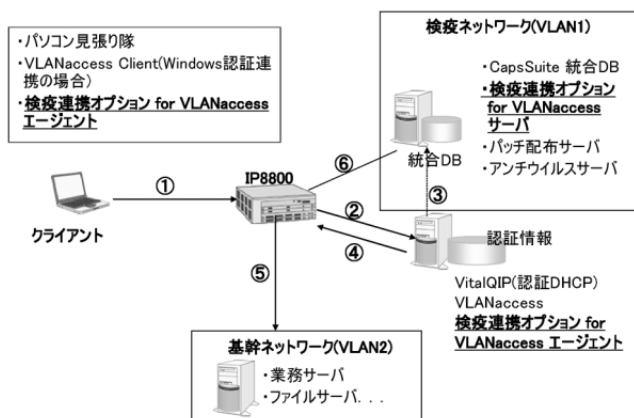 ・パソコン見張り隊
・VLANaccess Client(Windows認証連
携の場合)
・検疫連携オプション for VLANaccess
エージェント
検疫ネットワーク(VLAN1)
・CapsSuite 統合DB
・検疫連携オプション
for VLANaccess
サーバ
・パッチ配布サーバ
・アンチウイルスサーバ
統合DB
IP8800
⑥
①
②
③
④
⑤
クライアント
認証情報
VitalQIP(認証DHCP)
VLANaccess
検疫連携オプション for
VLANaccess エージェント
基幹ネットワーク(VLAN2)
・業務サーバ
・ファイルサーバ. . .